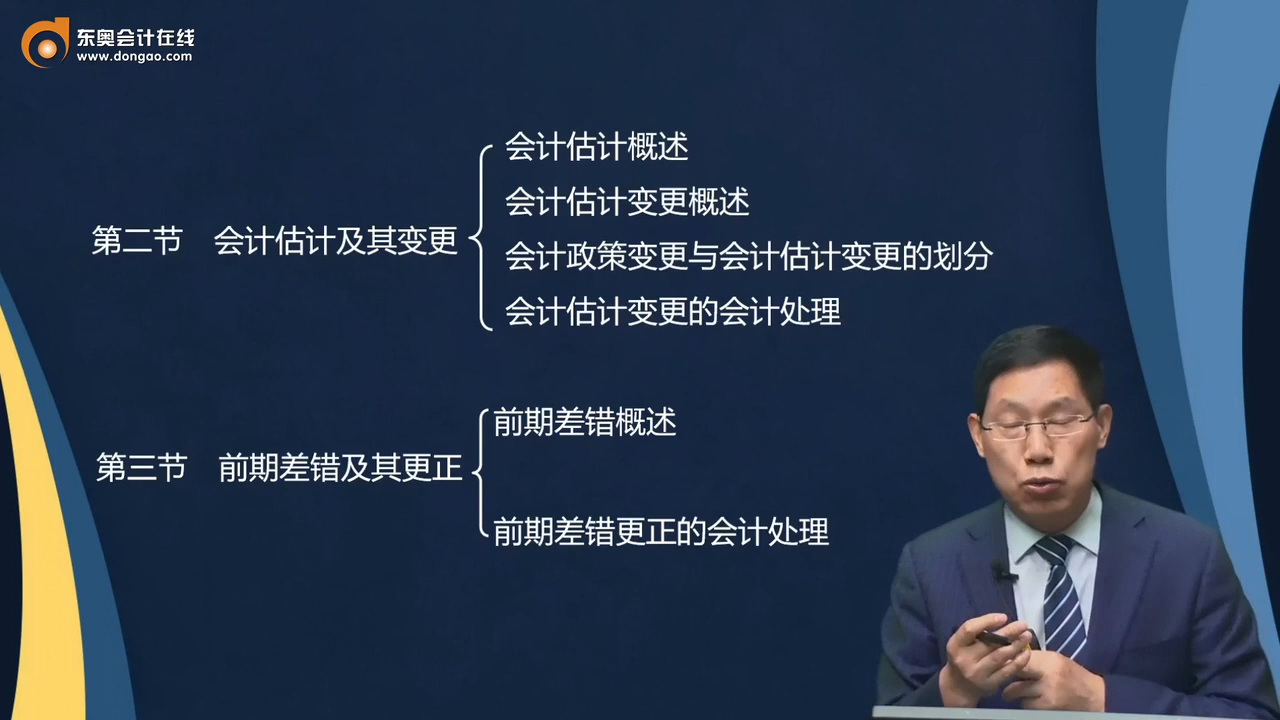 东奥会计在线
www.dongao.com
会计估计概述
会计估计变更概述
第二节 会计估计及其变更
会计政策变更与会计估计变更的划分
会计估计变更的会计处理
前期差错概述
第三节 前期差错及其更正
前期差错更正的会计处理